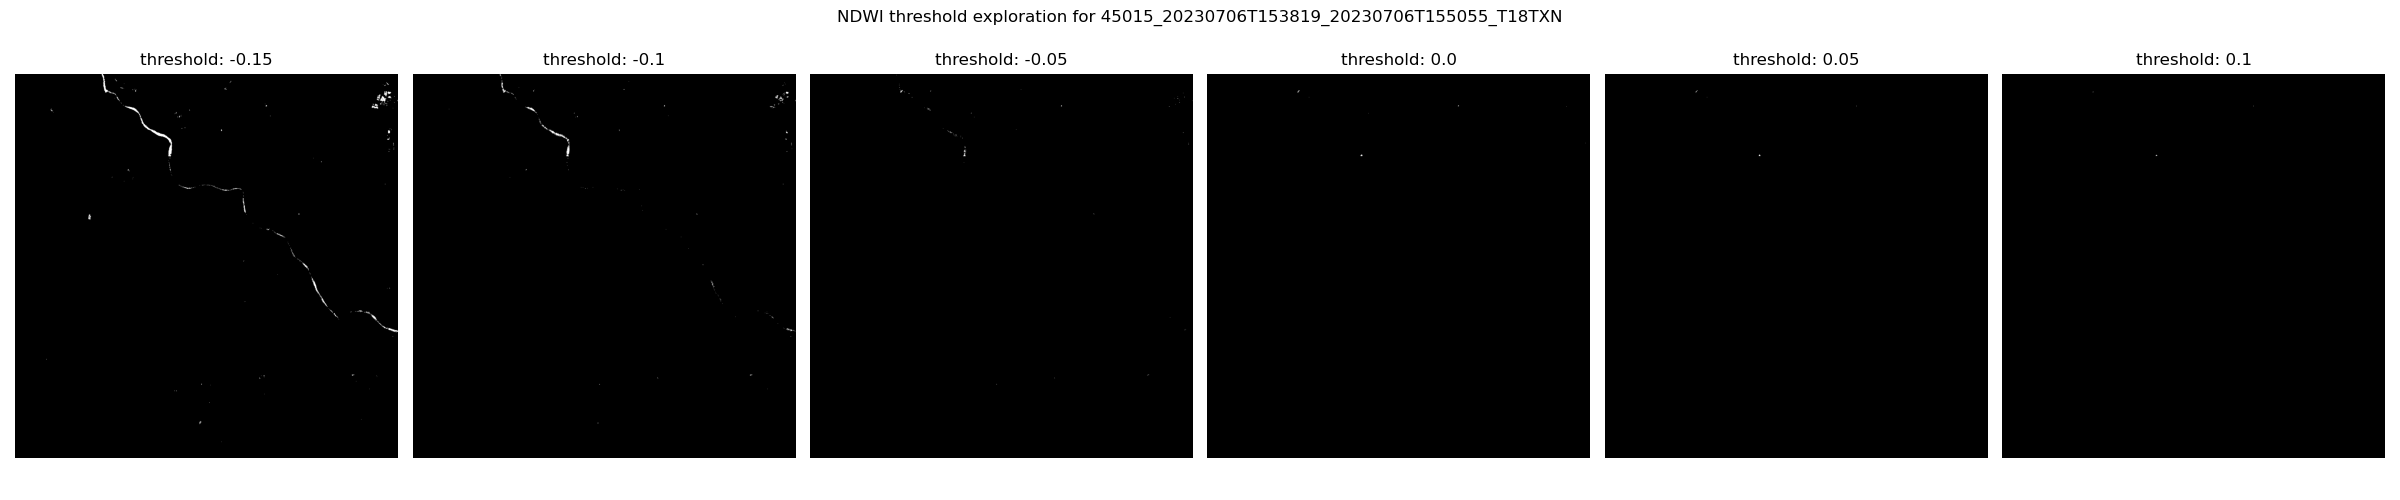 NDWI threshold exploration for 45015_20230706T153819_20230706T155055_T18TXN
threshold: -0.15
threshold: -0.1
threshold: -0.05
threshold: 0.0
threshold: 0.05
threshold: 0.1